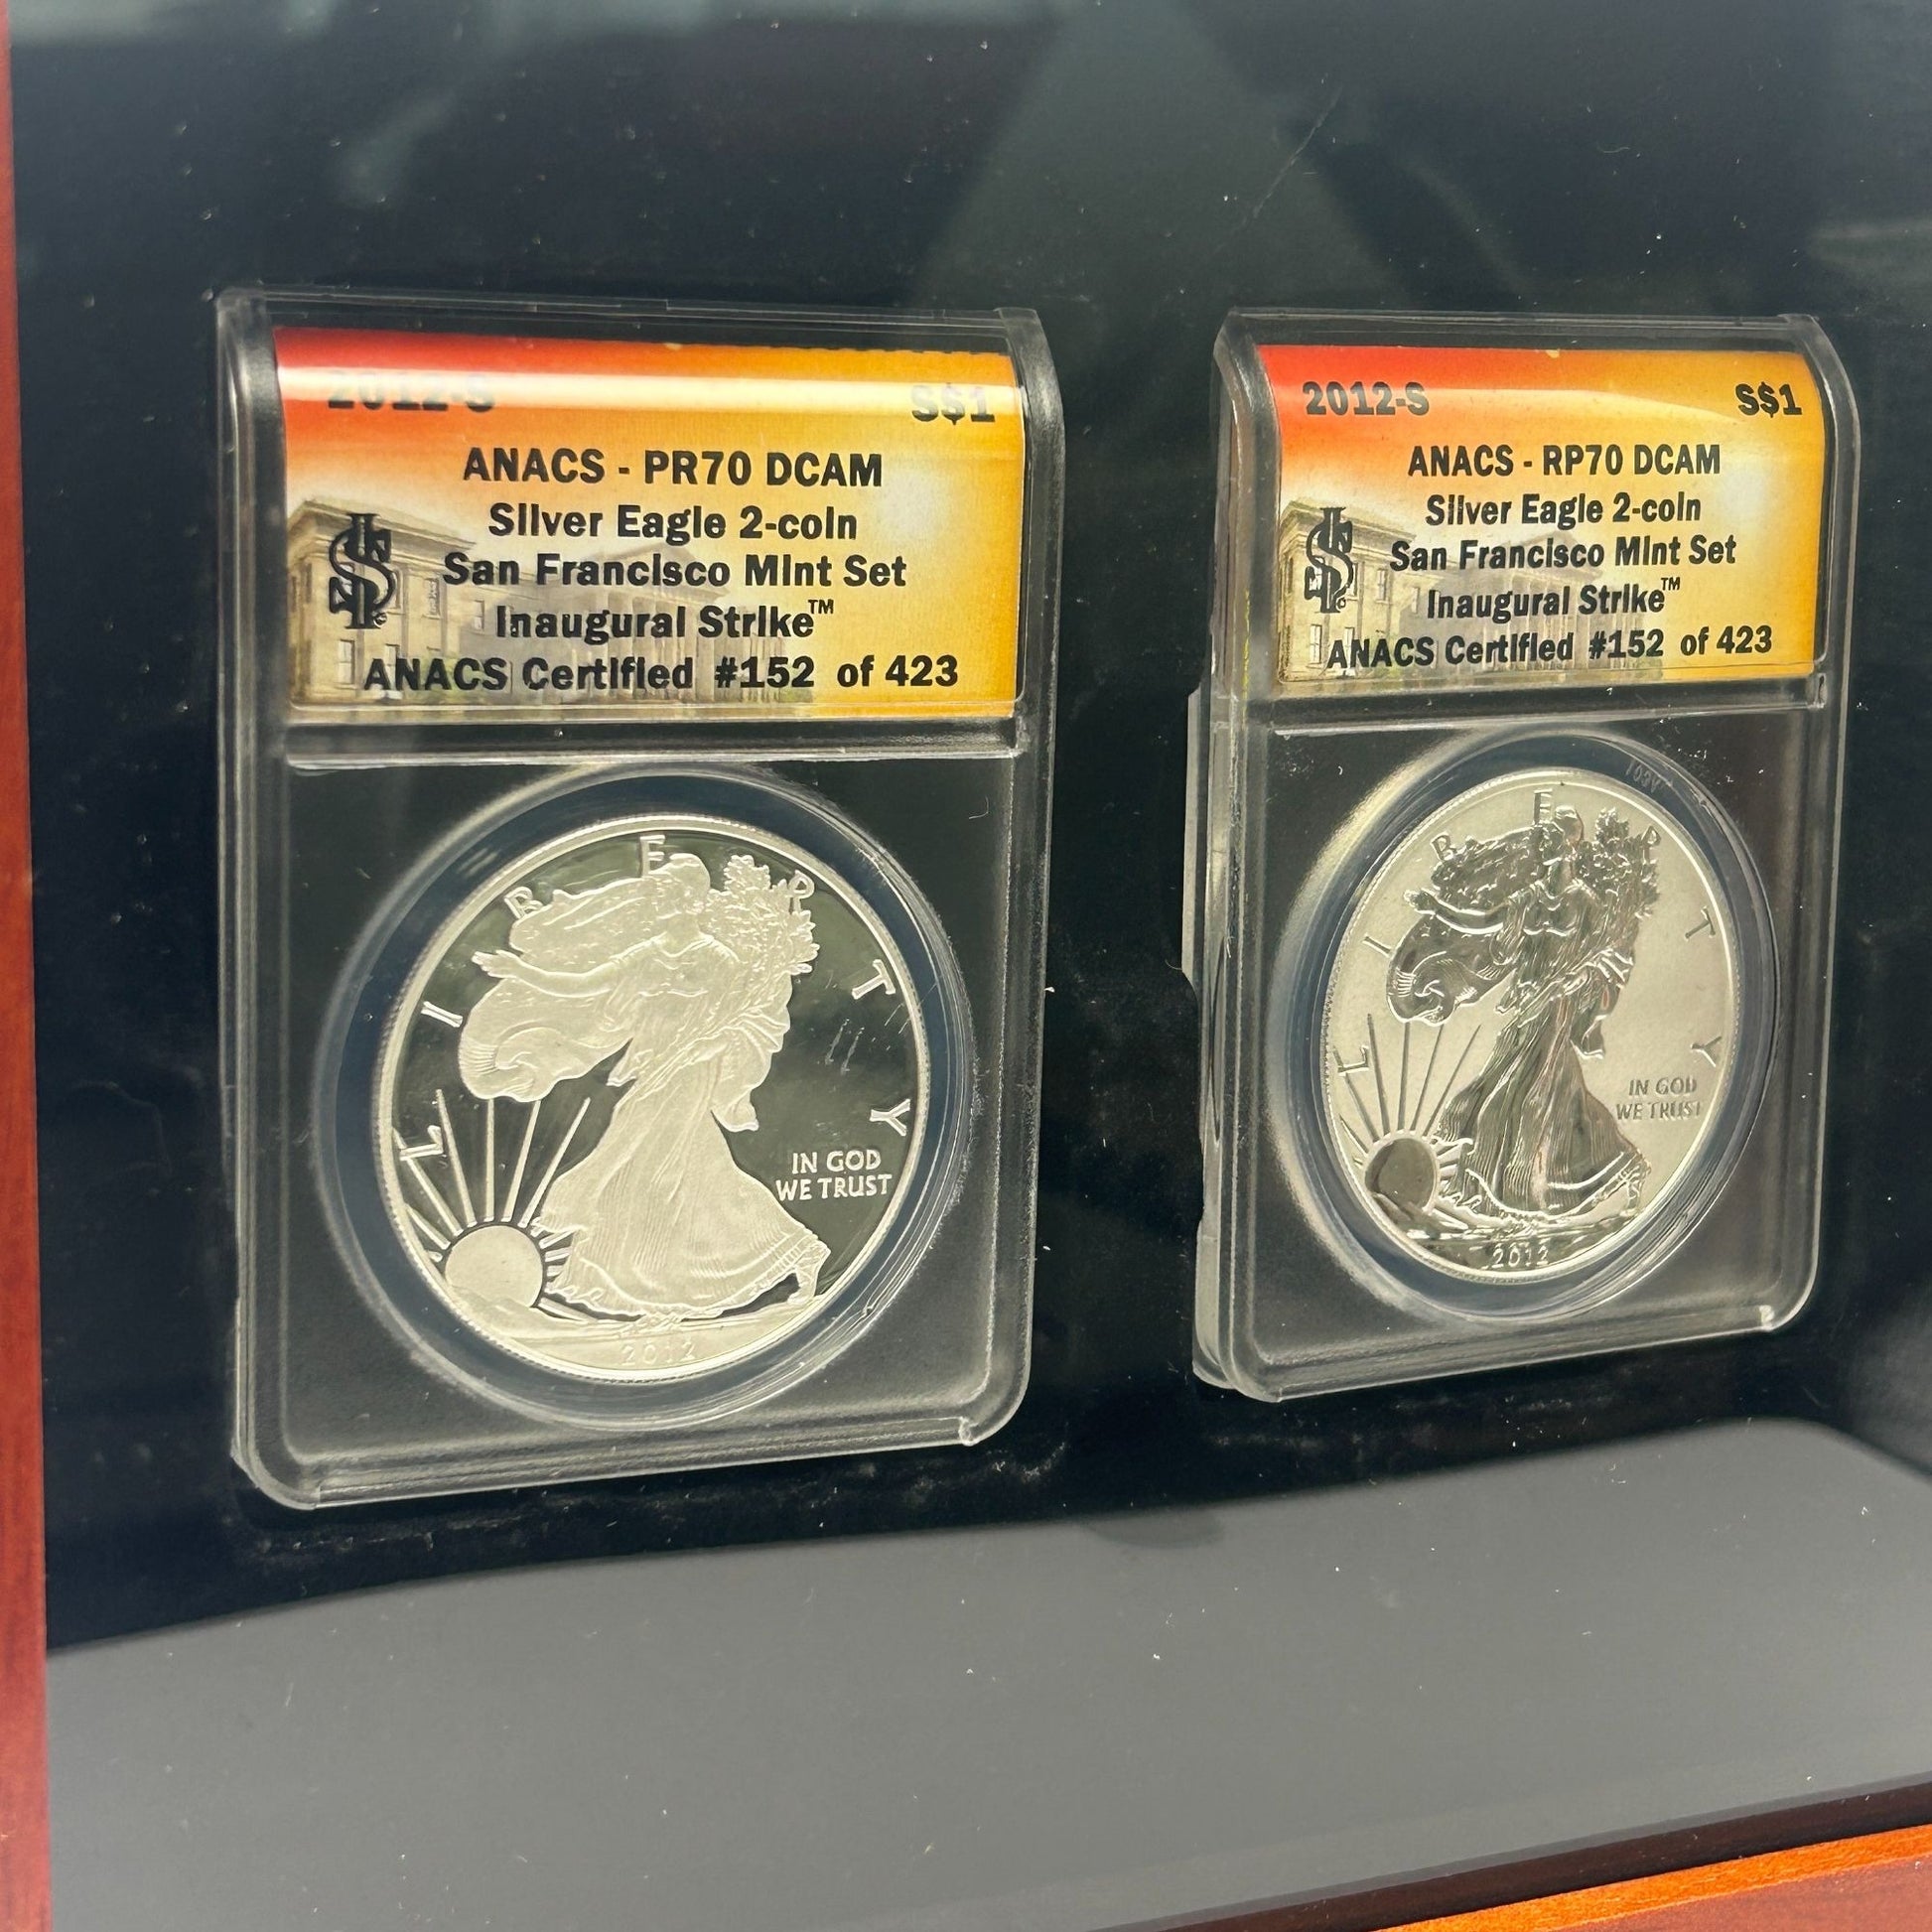 2012-S S$1
ANACS - PR70 DCAM
Silver Eagle 2-coin
San Francisco Mint Set
Inaugural Strike™
ANACS Certified #152 of 423
LIBERTY
IN GOD
WE TRUST
2012
2012-S S$1
ANACS - RP70 DCAM
Silver Eagle 2-coin
San Francisco Mint Set
Inaugural Strike™
ANACS Certified #152 of 423
LIBERTY
IN GOD
WE TRUST
2012